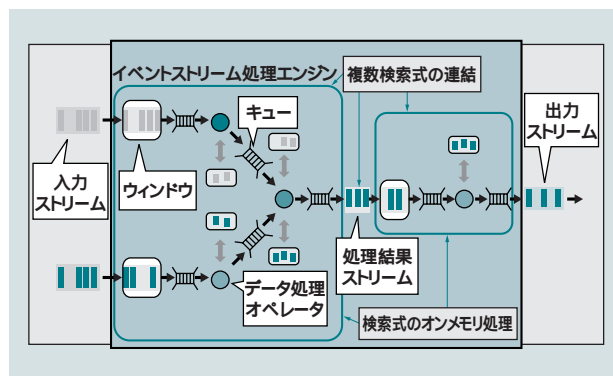 イベントストリーム処理エンジン
複数検索式の連結
キュー
出力
ストリーム
入力
ストリーム
ウィンドウ
処理結果
ストリーム
データ処理
オペレータ
検索式のオンメモリ処理